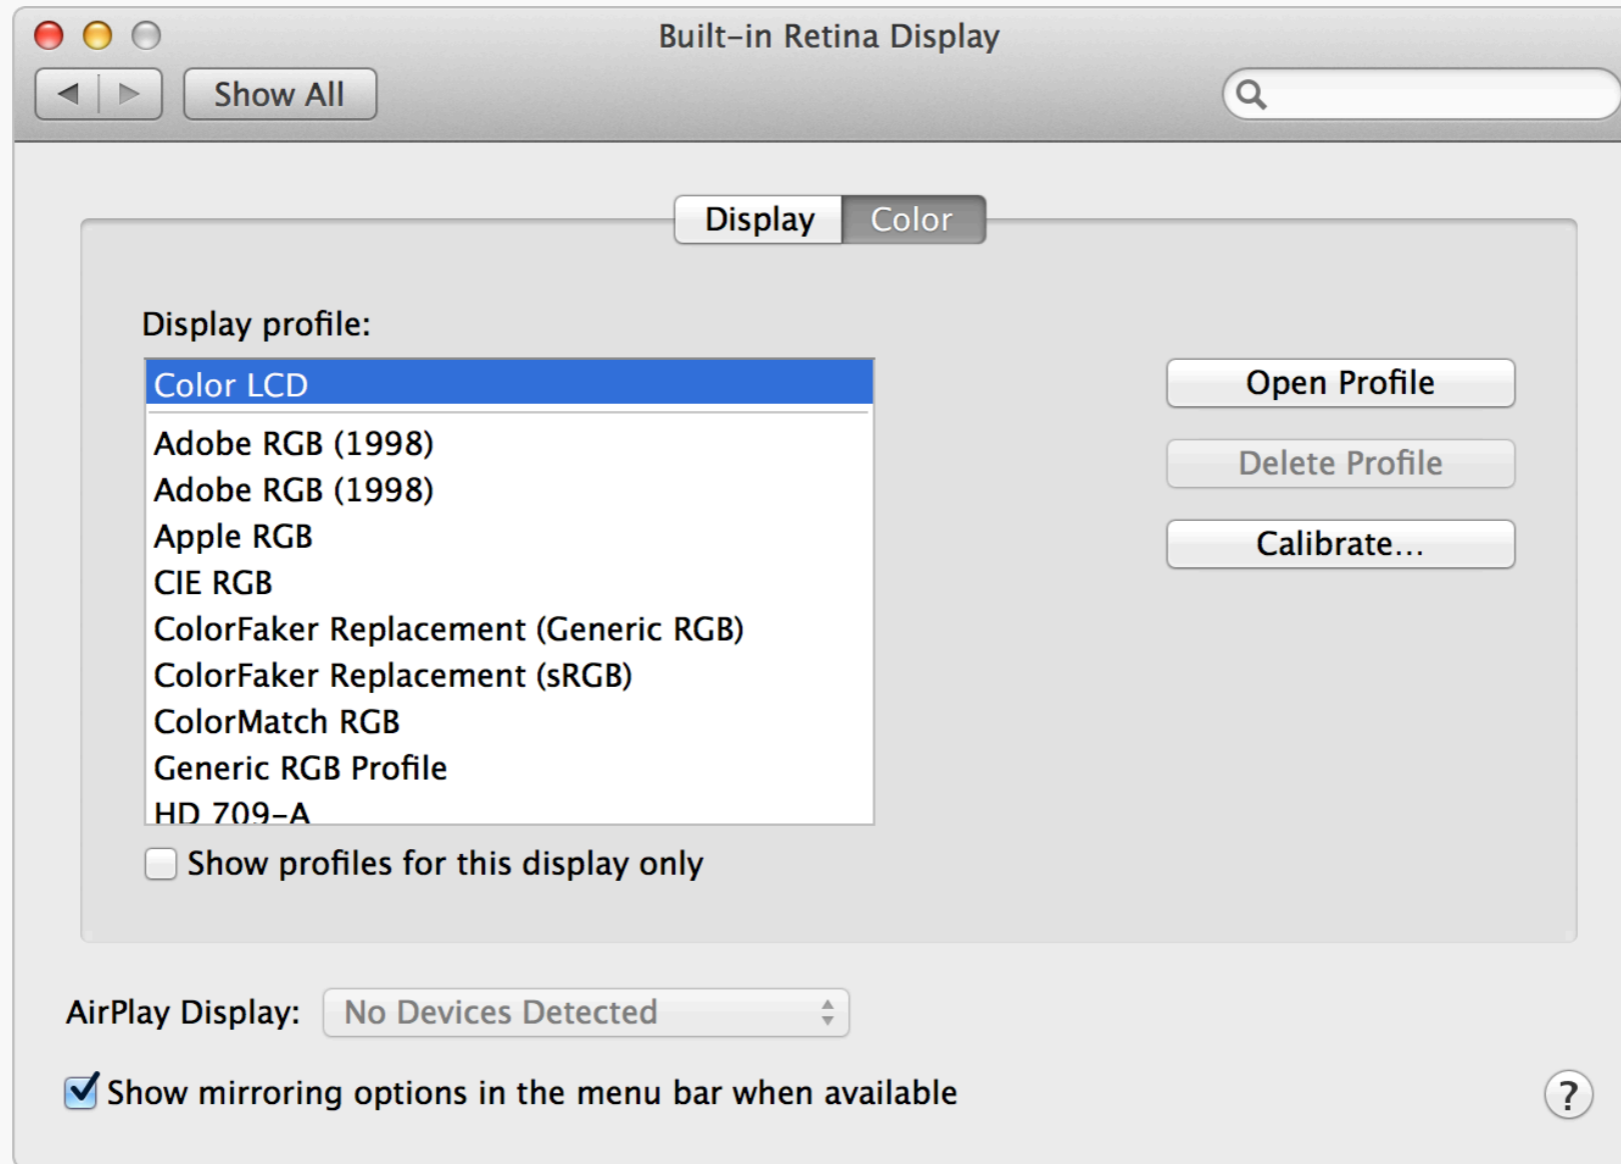 Built-in Retina Display
Show All
Display Color
Display profile:
Color LCD
Adobe RGB (1998)
Adobe RGB (1998)
Apple RGB
CIE RGB
ColorFaker Replacement (Generic RGB)
ColorFaker Replacement (sRGB)
ColorMatch RGB
Generic RGB Profile
HD 709-A
Open Profile
Delete Profile
Calibrate...
Show profiles for this display only
AirPlay Display: No Devices Detected
Show mirroring options in the menu bar when available
?